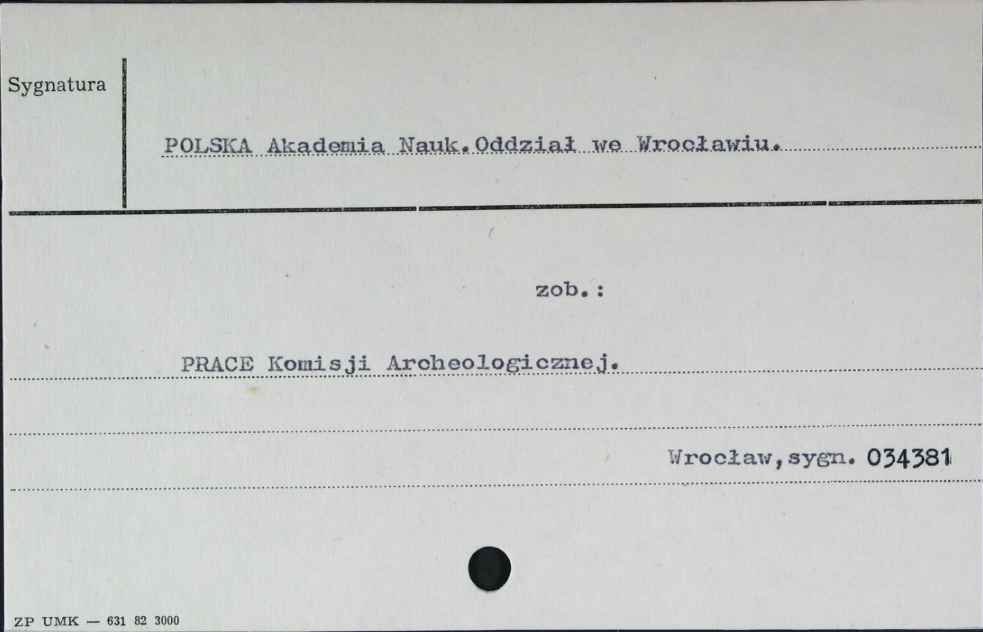 Sygnatura
POLSKA Akademia Nauk.Oddział we Wrocławiu.
zob.:
PRACE Komisji Archeologicznej.
Wrocław,sygn. 034381
ZP UMK — 631 82 3000